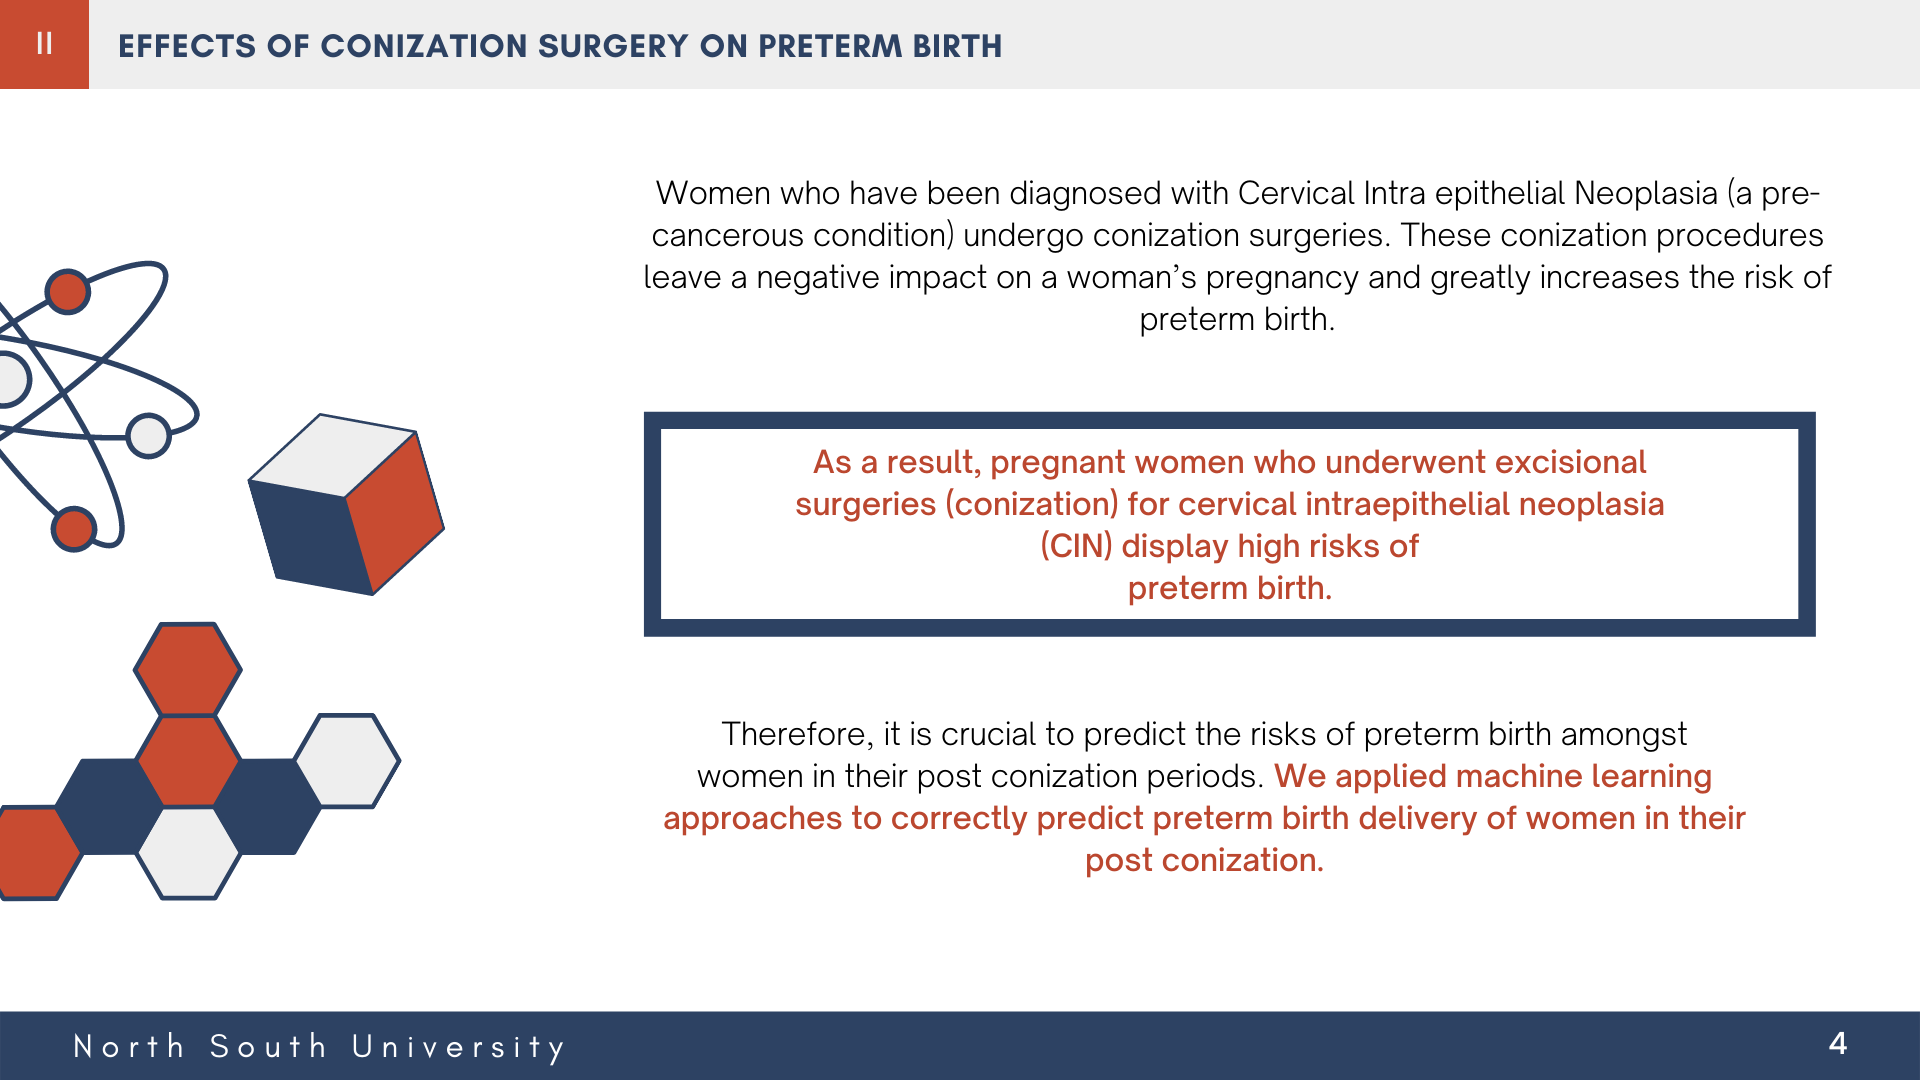 II
EFFECTS OF CONIZATION SURGERY ON PRETERM BIRTH
Women who have been diagnosed with Cervical Intra epithelial Neoplasia (a pre-
cancerous condition) undergo conization surgeries. These conization procedures
leave a negative impact on a woman’s pregnancy and greatly increases the risk of
preterm birth.
As a result, pregnant women who underwent excisional
surgeries (conization) for cervical intraepithelial neoplasia
(CIN) display high risks of
preterm birth.
Therefore, it is crucial to predict the risks of preterm birth amongst
women in their post conization periods. We applied machine learning
approaches to correctly predict preterm birth delivery of women in their
post conization.
North South University
4